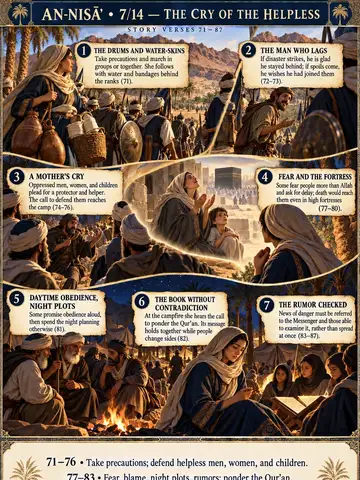 AN-NISĀ’ • 7/14 — THE CRY OF THE HELPLESS
STORY VERSES 71–87
1 THE DRUMS AND WATER-SKINS
Take precautions and march in
groups or together. She follows
with water and bandages behind
the ranks (71).
2 THE MAN WHO LAGS
If disaster strikes, he is glad
he stayed behind; if spoils come,
he wishes he had joined them
(72–73).
3 A MOTHER’S CRY
Oppressed men, women, and children
plead for a protector and helper.
The call to defend them reaches
the camp (74–76).
4 FEAR AND THE FORTRESS
Some fear people more than Allah
and ask for delay; death would reach
them even in high fortresses
(77–80).
5 DAYTIME OBEDIENCE,
NIGHT PLOTS
Some promise obedience aloud,
then spend the night planning
otherwise (81).
6 THE BOOK WITHOUT
CONTRADICTION
At the campfire she hears the call
to ponder the Qur’an. Its message
holds together while people
change sides (82).
7 THE RUMOR CHECKED
News of danger must be referred
to the Messenger and those able
to examine it, rather than spread
at once (83–87).
71–76 • Take precautions; defend helpless men, women, and children.
77–83 • Fear, blame, night plots, rumors; ponder the Qur’an.